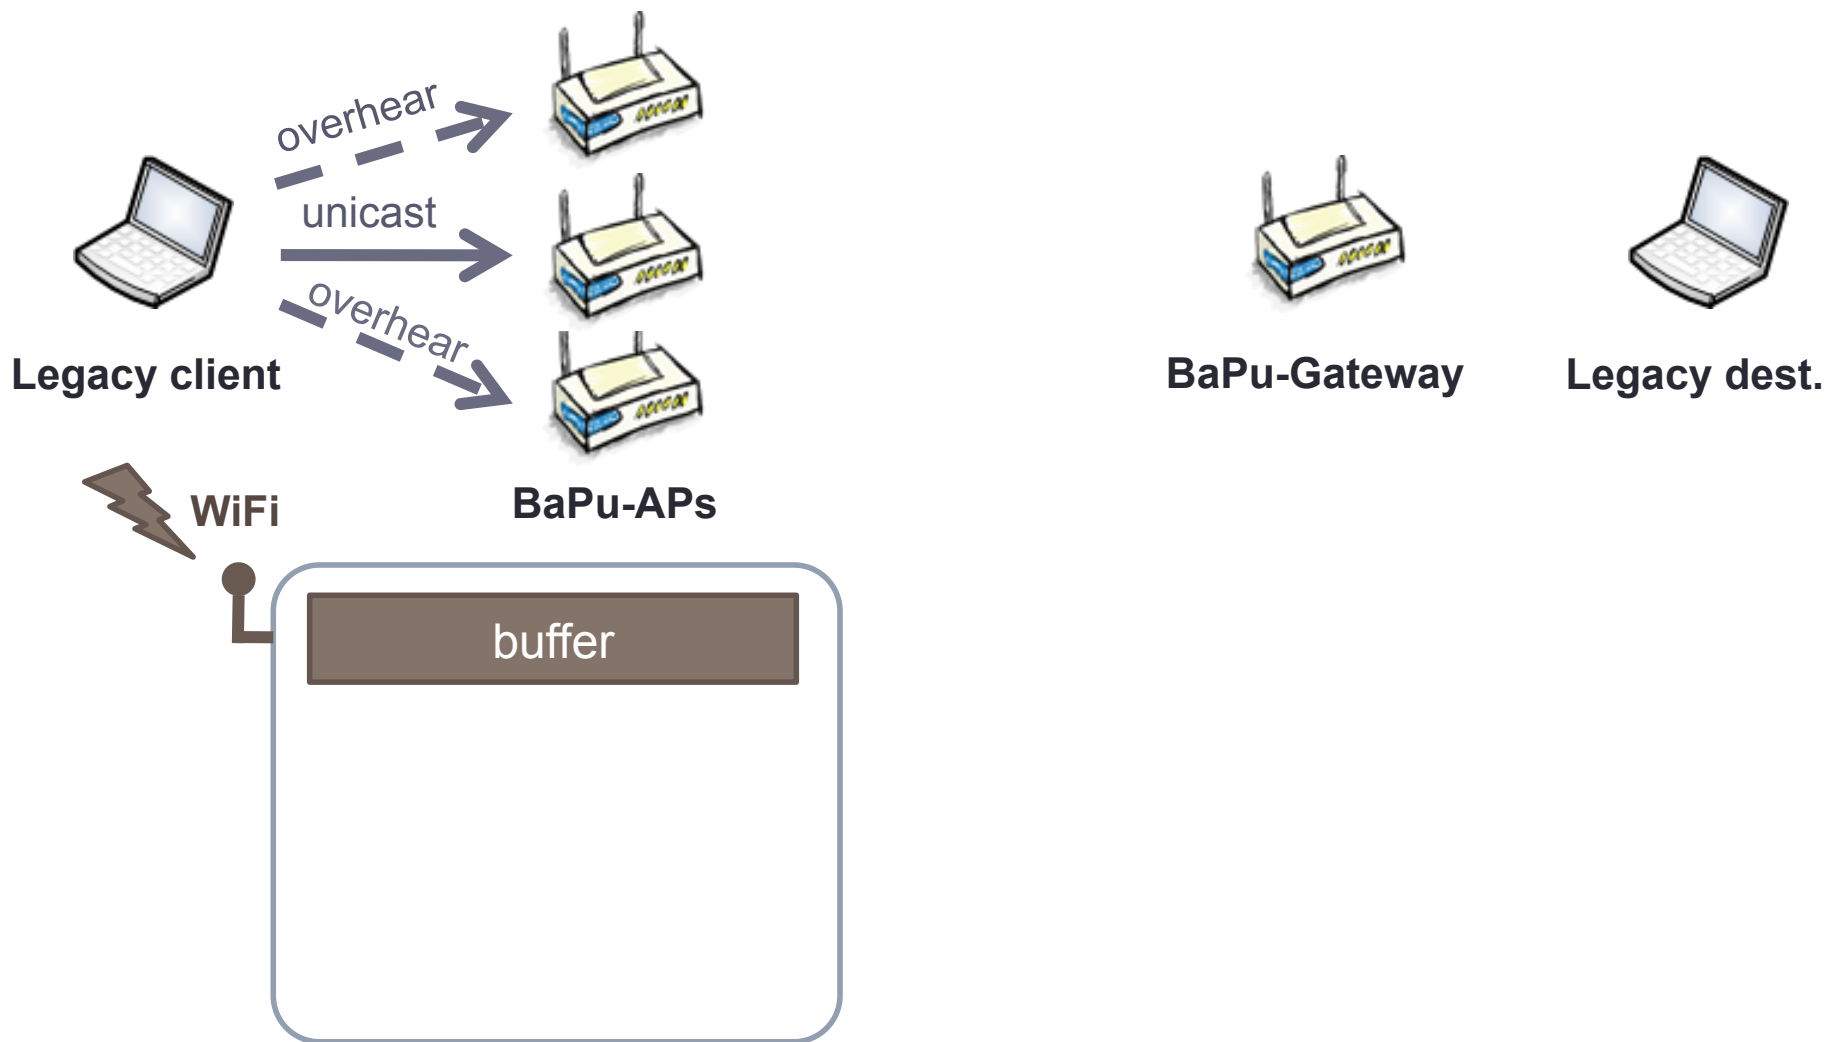 overhear
unicast
overhear
Legacy client
BaPu-Gateway
Legacy dest.
WiFi
BaPu-APs
buffer